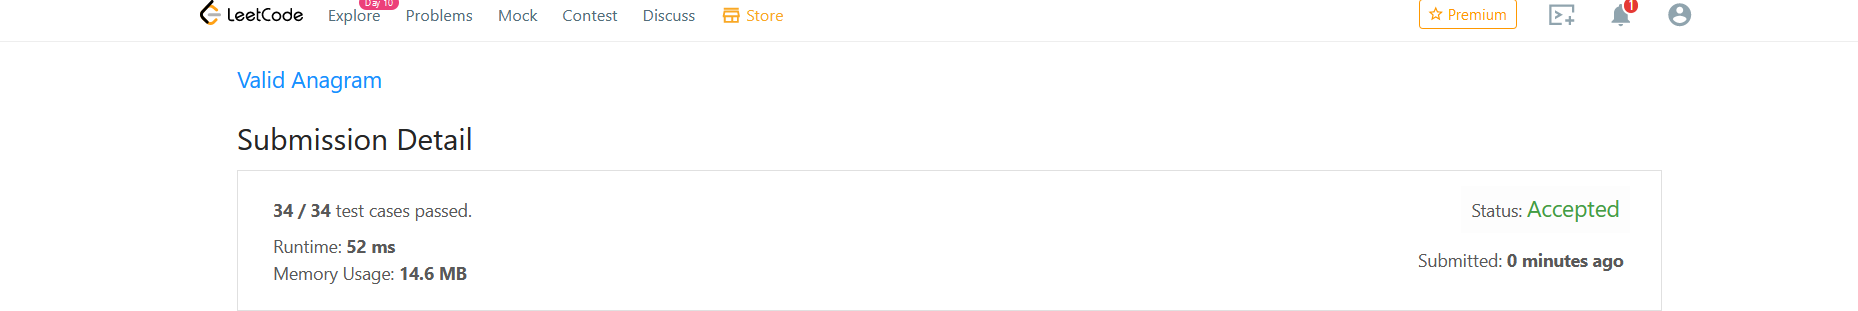 Day 10
LeetCode Explore Problems Mock Contest Discuss Store Premium 1
Valid Anagram
Submission Detail
34 / 34 test cases passed. Status: Accepted
Runtime: 52 ms
Memory Usage: 14.6 MB Submitted: 0 minutes ago